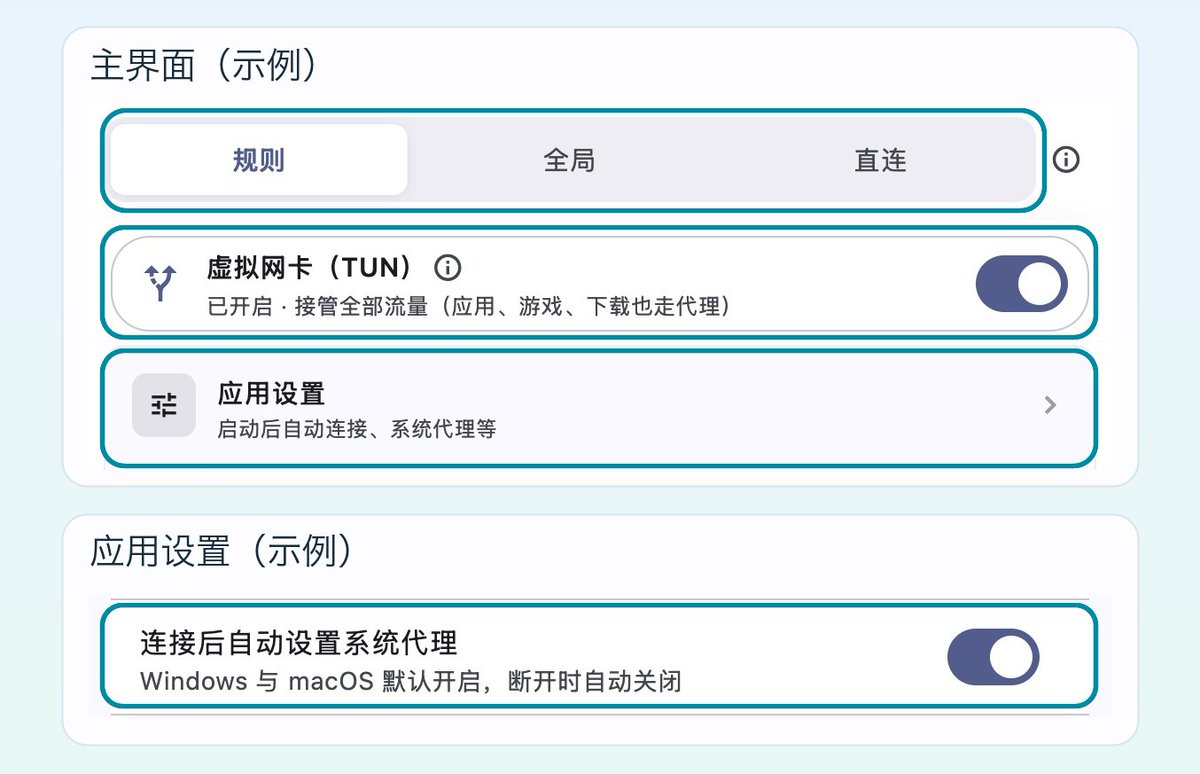 主界面（示例）
规则 全局 直连
虚拟网卡（TUN）
已开启 · 接管全部流量（应用、游戏、下载也走代理）
应用设置
启动后自动连接、系统代理等
应用设置（示例）
连接后自动设置系统代理
Windows 与 macOS 默认开启，断开时自动关闭